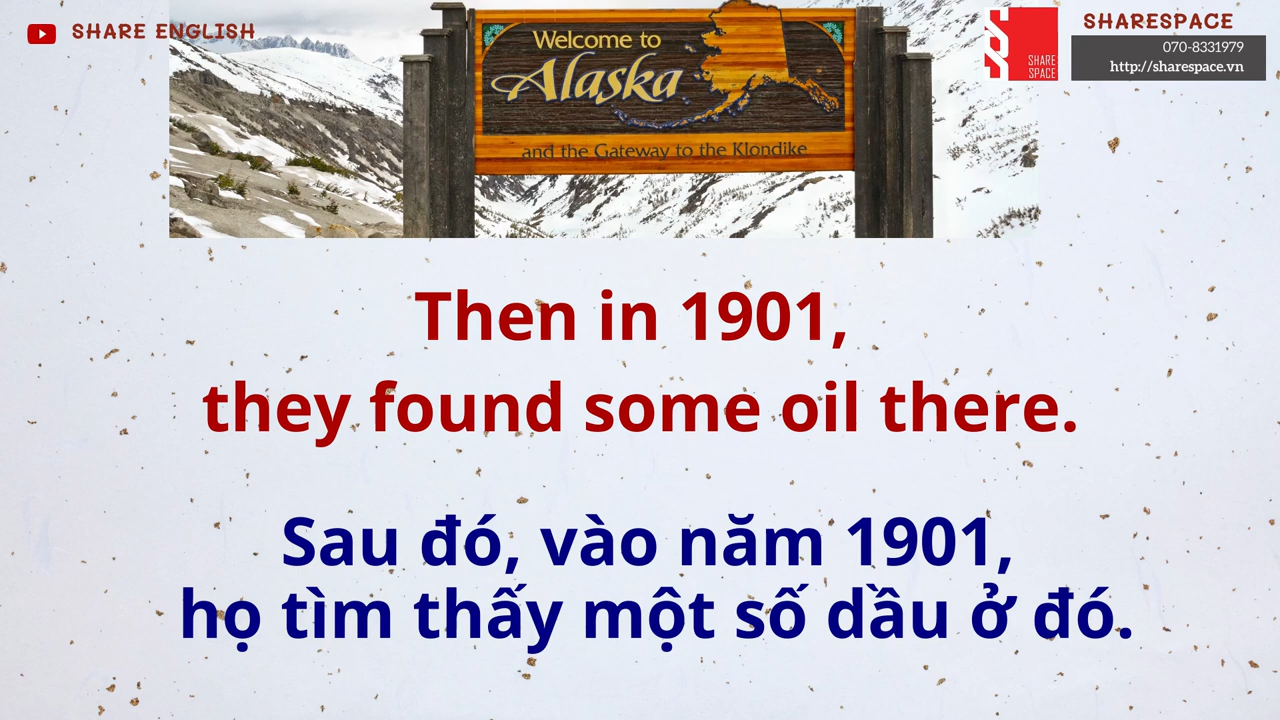 SHARE ENGLISH
Welcome to
Alaska
and the Gateway to the Klondike
SHARE
SPACE
SHARESPACE
070-8331979
http://sharespace.vn
Then in 1901,
they found some oil there.
Sau đó, vào năm 1901,
họ tìm thấy một số dầu ở đó.